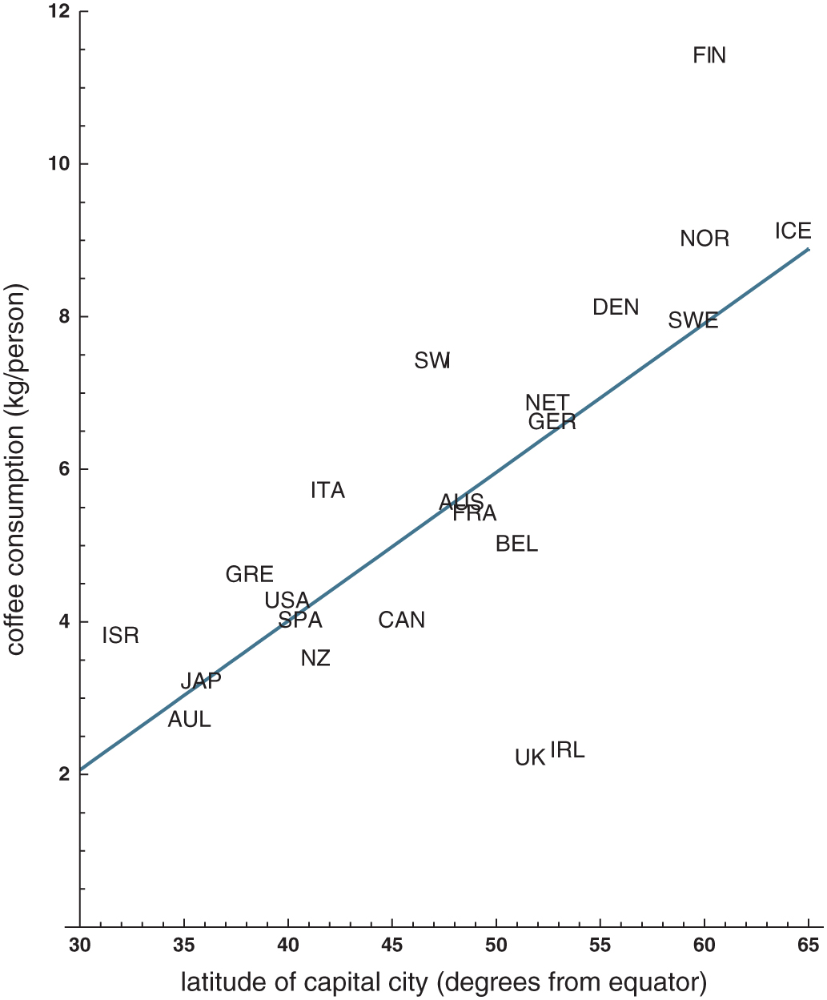 12
FIN
10
ICE
NOR
DEN
8
SWE
SWI
NET
GER
6
ITA
AUS
FRA
BEL
GRE
USA
4
SPA
CAN
ISR
NZ
JAP
AUL
IRL
UK
2
30 35 40 45 50 55 60 65
latitude of capital city (degrees from equator)
coffee consumption (kg/person)